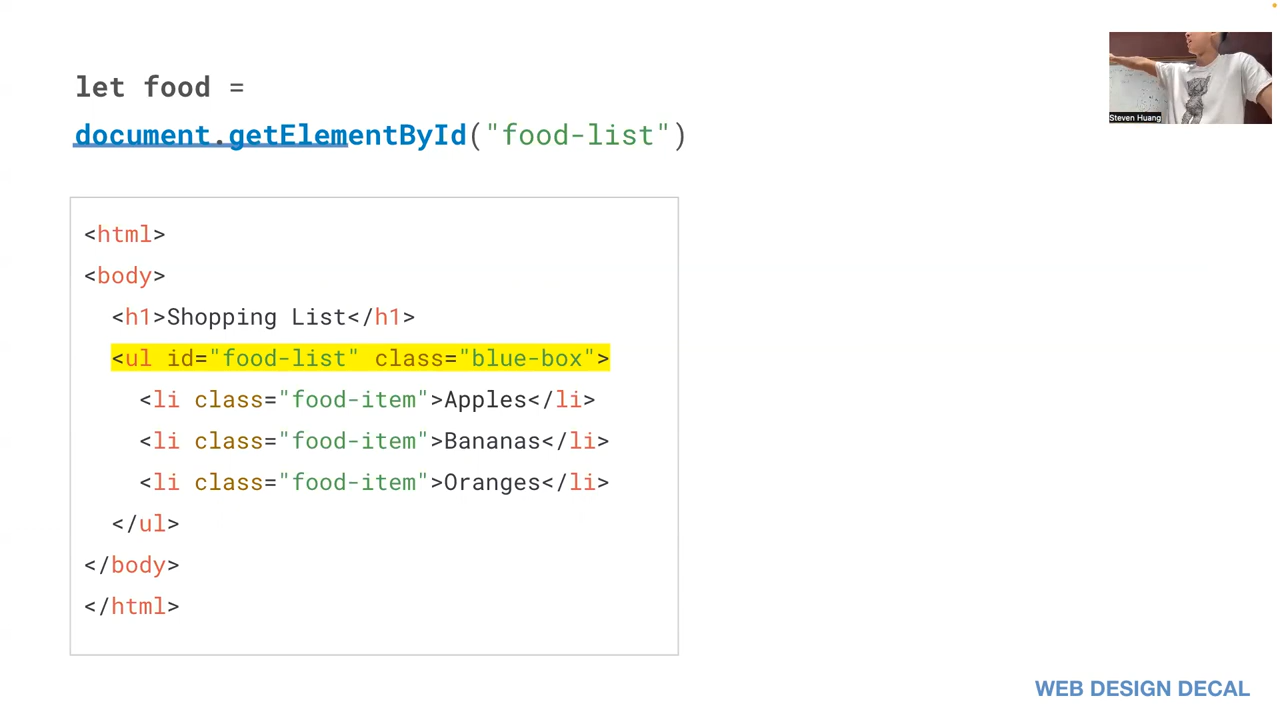 let food =
document.getElementById("food-list")
Steven Huang
<html>
<body>
<h1>Shopping List</h1>
<ul id="food-list" class="blue-box">
<li class="food-item">Apples</li>
<li class="food-item">Bananas</li>
<li class="food-item">Oranges</li>
</ul>
</body>
</html>
WEB DESIGN DECAL